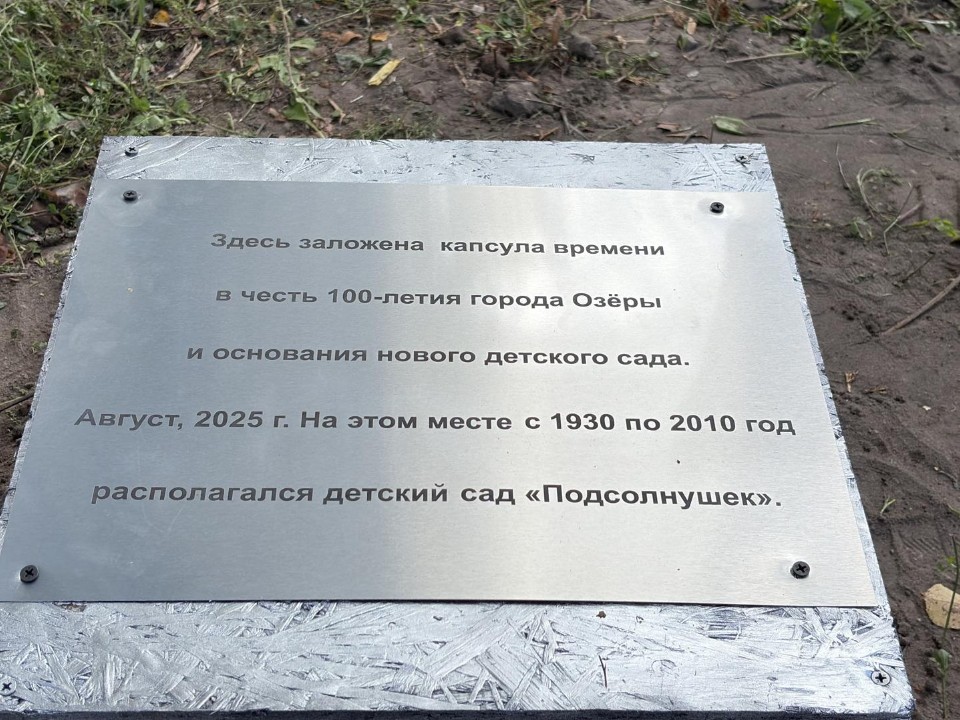 Здесь заложена капсула времени
в честь 100-летия города Озёры
и основания нового детского сада.
Август, 2025 г. На этом месте с 1930 по 2010 год
располагался детский сад «Подсолнушек».